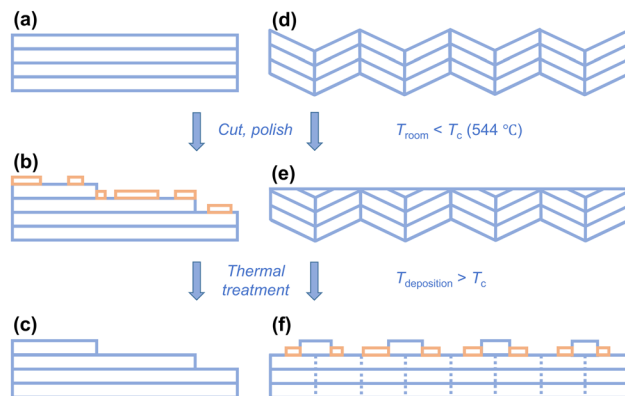 (a)
(d)
Cut, polish
T_room < T_c (544 ℃)
(b)
(e)
Thermal
treatment
T_deposition > T_c
(c)
(f)